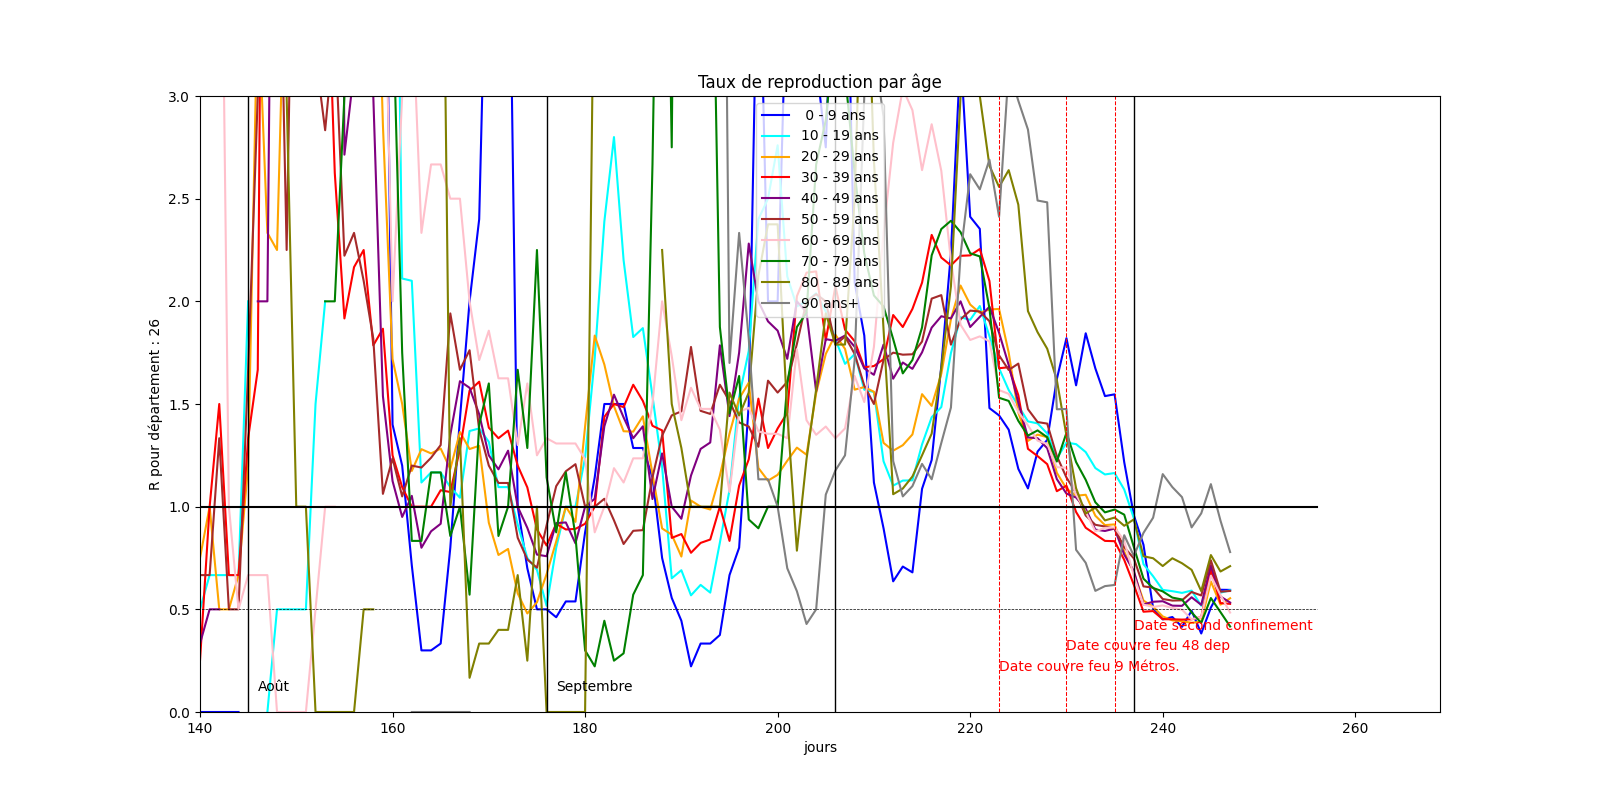 Taux de reproduction par âge
R pour département : 26
3.0
2.5
2.0
1.5
1.0
0.5
0.0
0 - 9 ans
10 - 19 ans
20 - 29 ans
30 - 39 ans
40 - 49 ans
50 - 59 ans
60 - 69 ans
70 - 79 ans
80 - 89 ans
90 ans+
Date second confinement
Date couvre feu 48 dep
Date couvre feu 9 Métros.
Août
Septembre
140
160
180
200
220
240
260
jours